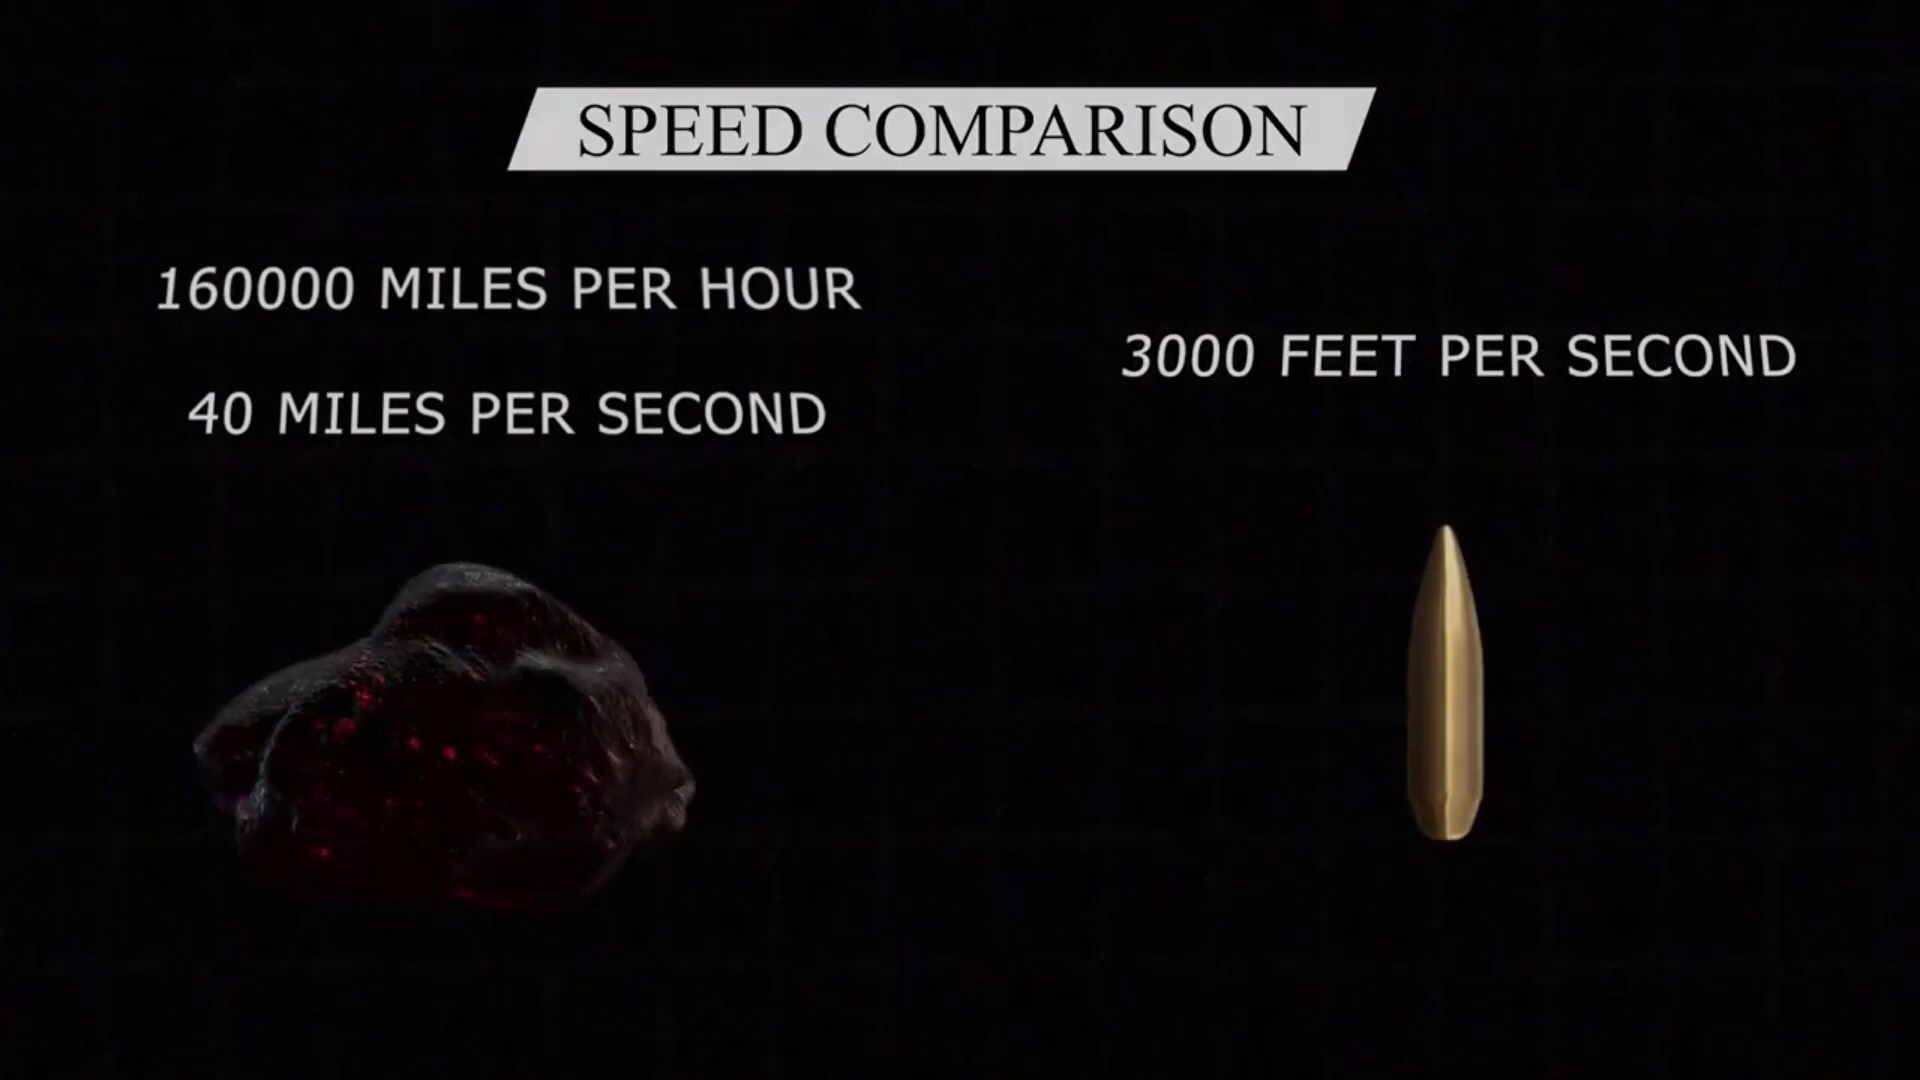 SPEED COMPARISON
160000 MILES PER HOUR
40 MILES PER SECOND
3000 FEET PER SECOND